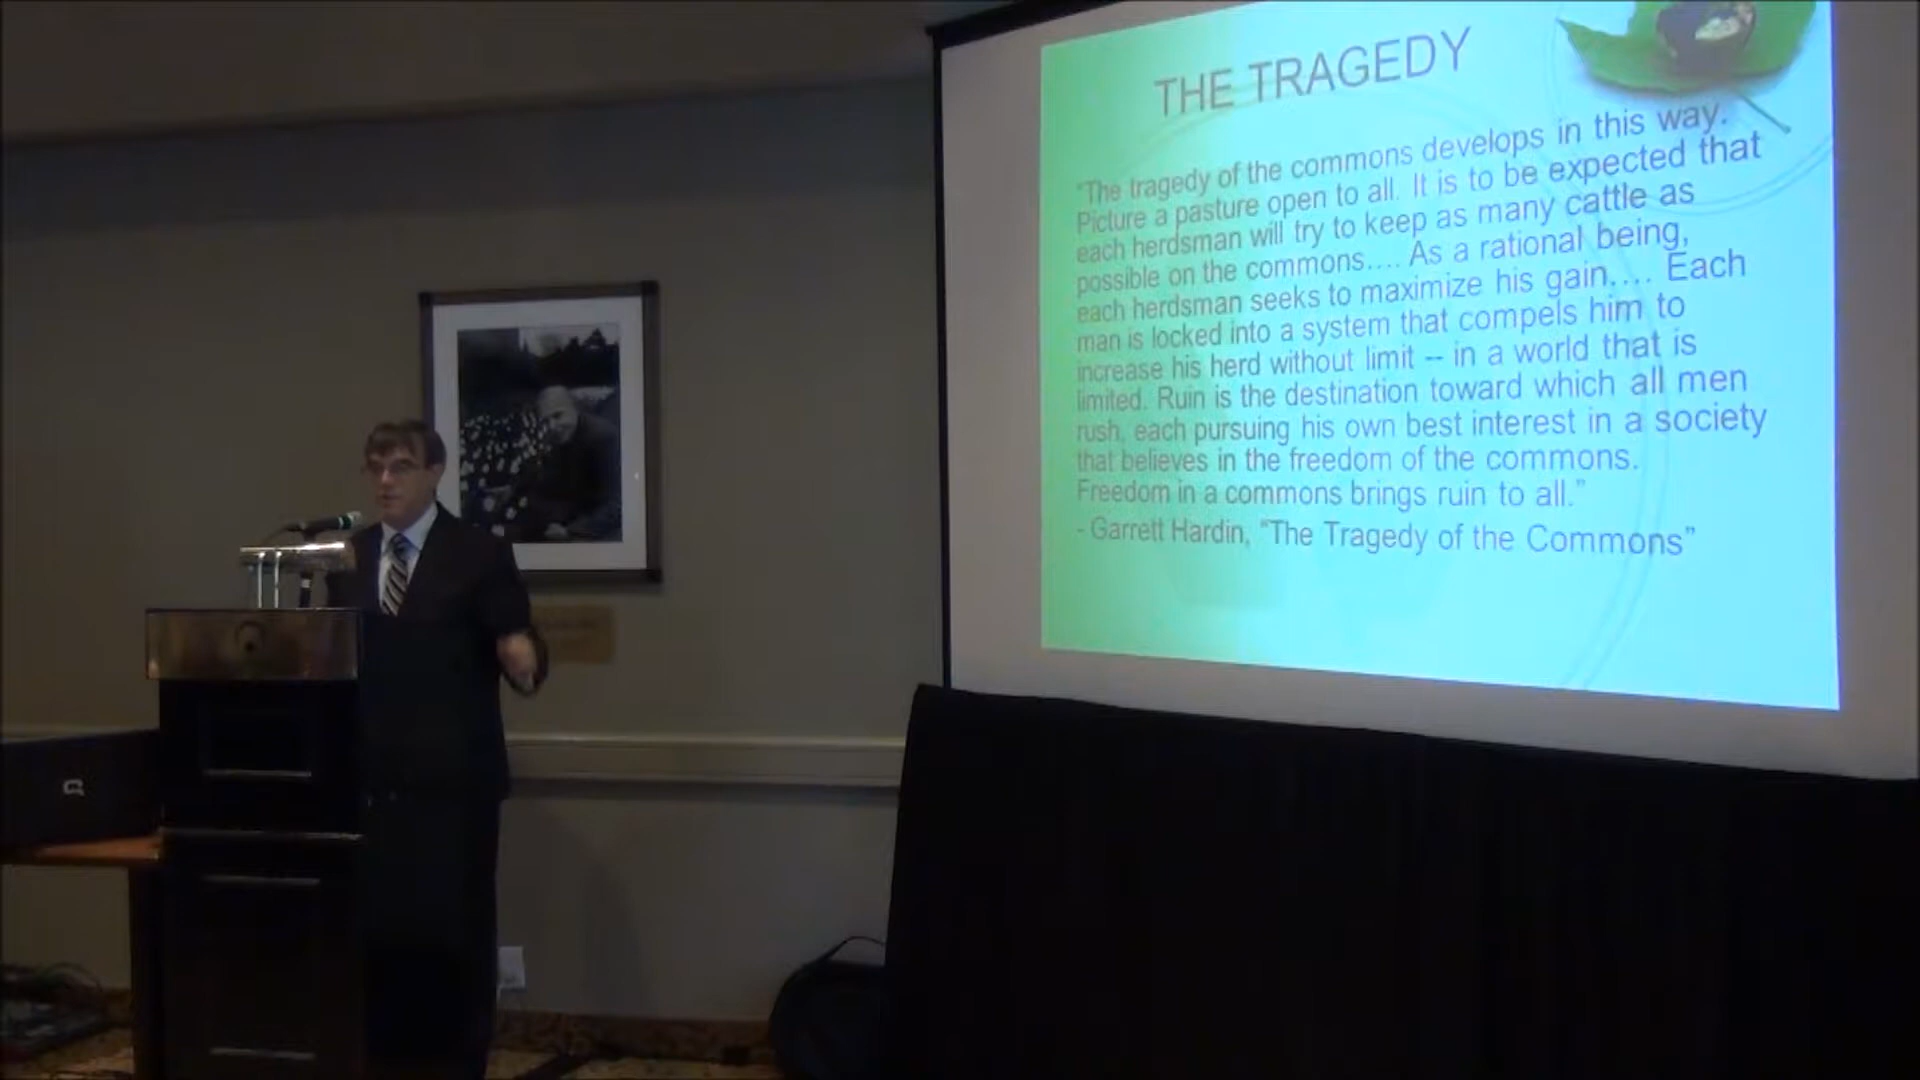 THE TRAGEDY
"The tragedy of the commons develops in this way.
Picture a pasture open to all. It is to be expected that
each herdsman will try to keep as many cattle as
possible on the commons.... As a rational being,
each herdsman seeks to maximize his gain.... Each
man is locked into a system that compels him to
increase his herd without limit -- in a world that is
limited. Ruin is the destination toward which all men
rush, each pursuing his own best interest in a society
that believes in the freedom of the commons.
Freedom in a commons brings ruin to all."
- Garrett Hardin, "The Tragedy of the Commons"